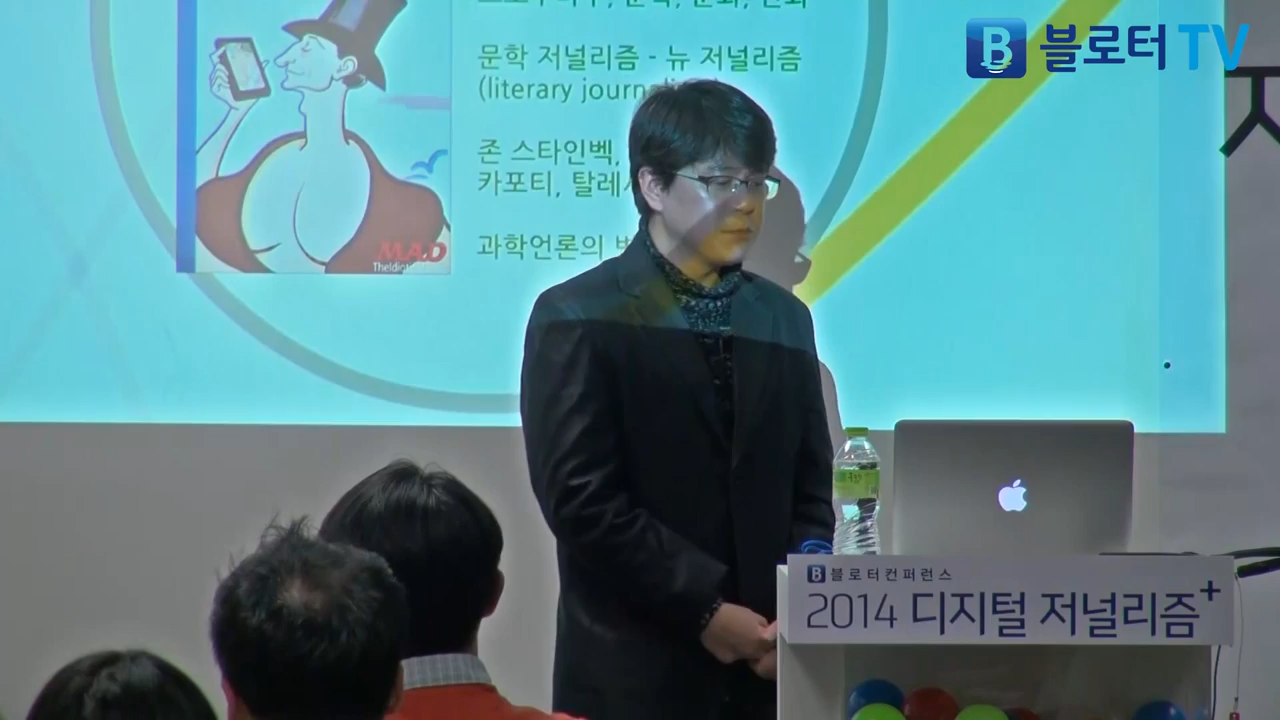 블로터 TV
문학 저널리즘 - 뉴 저널리즘
(literary journa
존 스타인벡,
카포티, 탈레
과학언론의
MAD
TheIdiot
블로터컨퍼런스
2014 디지털 저널리즘+